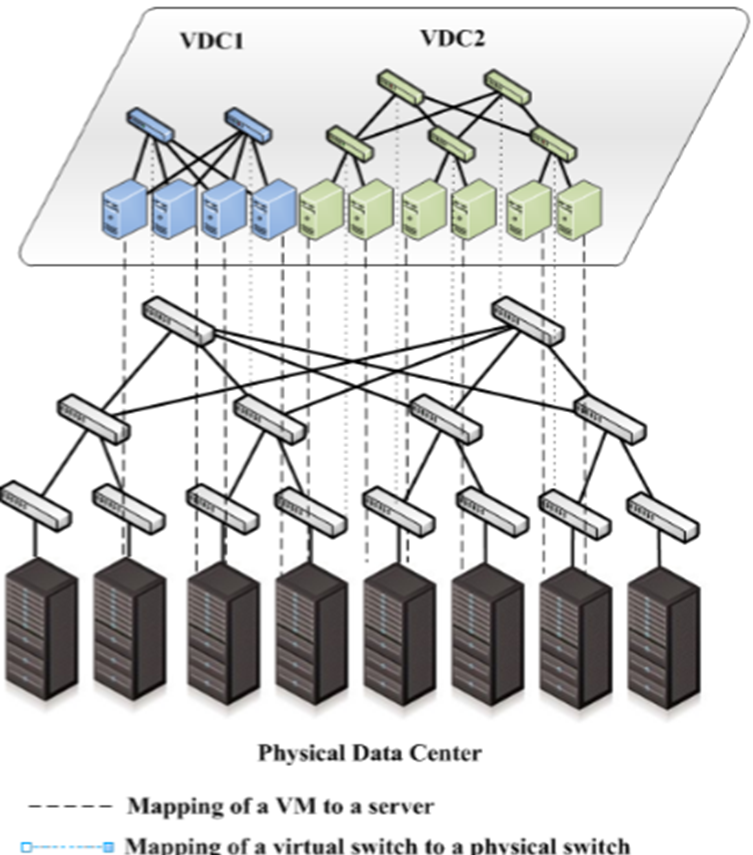 VDC1
VDC2
Physical Data Center
Mapping of a VM to a server
Mapping of a virtual switch to a physical switch